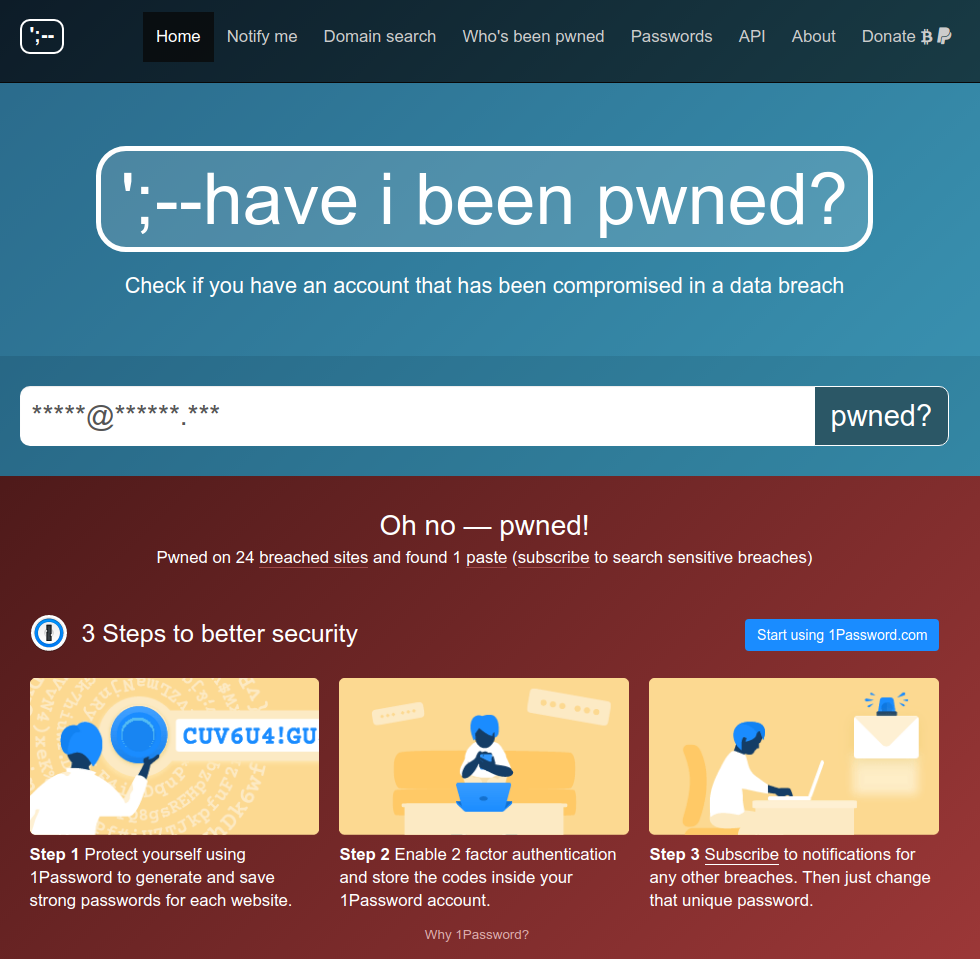 ';--
Home Notify me Domain search Who's been pwned Passwords API About Donate
';--have i been pwned?
Check if you have an account that has been compromised in a data breach
*****@******.*** pwned?
Oh no — pwned!
Pwned on 24 breached sites and found 1 paste (subscribe to search sensitive breaches)
3 Steps to better security Start using 1Password.com
CUV6U4!GU
Step 1 Protect yourself using
1Password to generate and save
strong passwords for each website.
Step 2 Enable 2 factor authentication
and store the codes inside your
1Password account.
Step 3 Subscribe to notifications for
any other breaches. Then just change
that unique password.
Why 1Password?